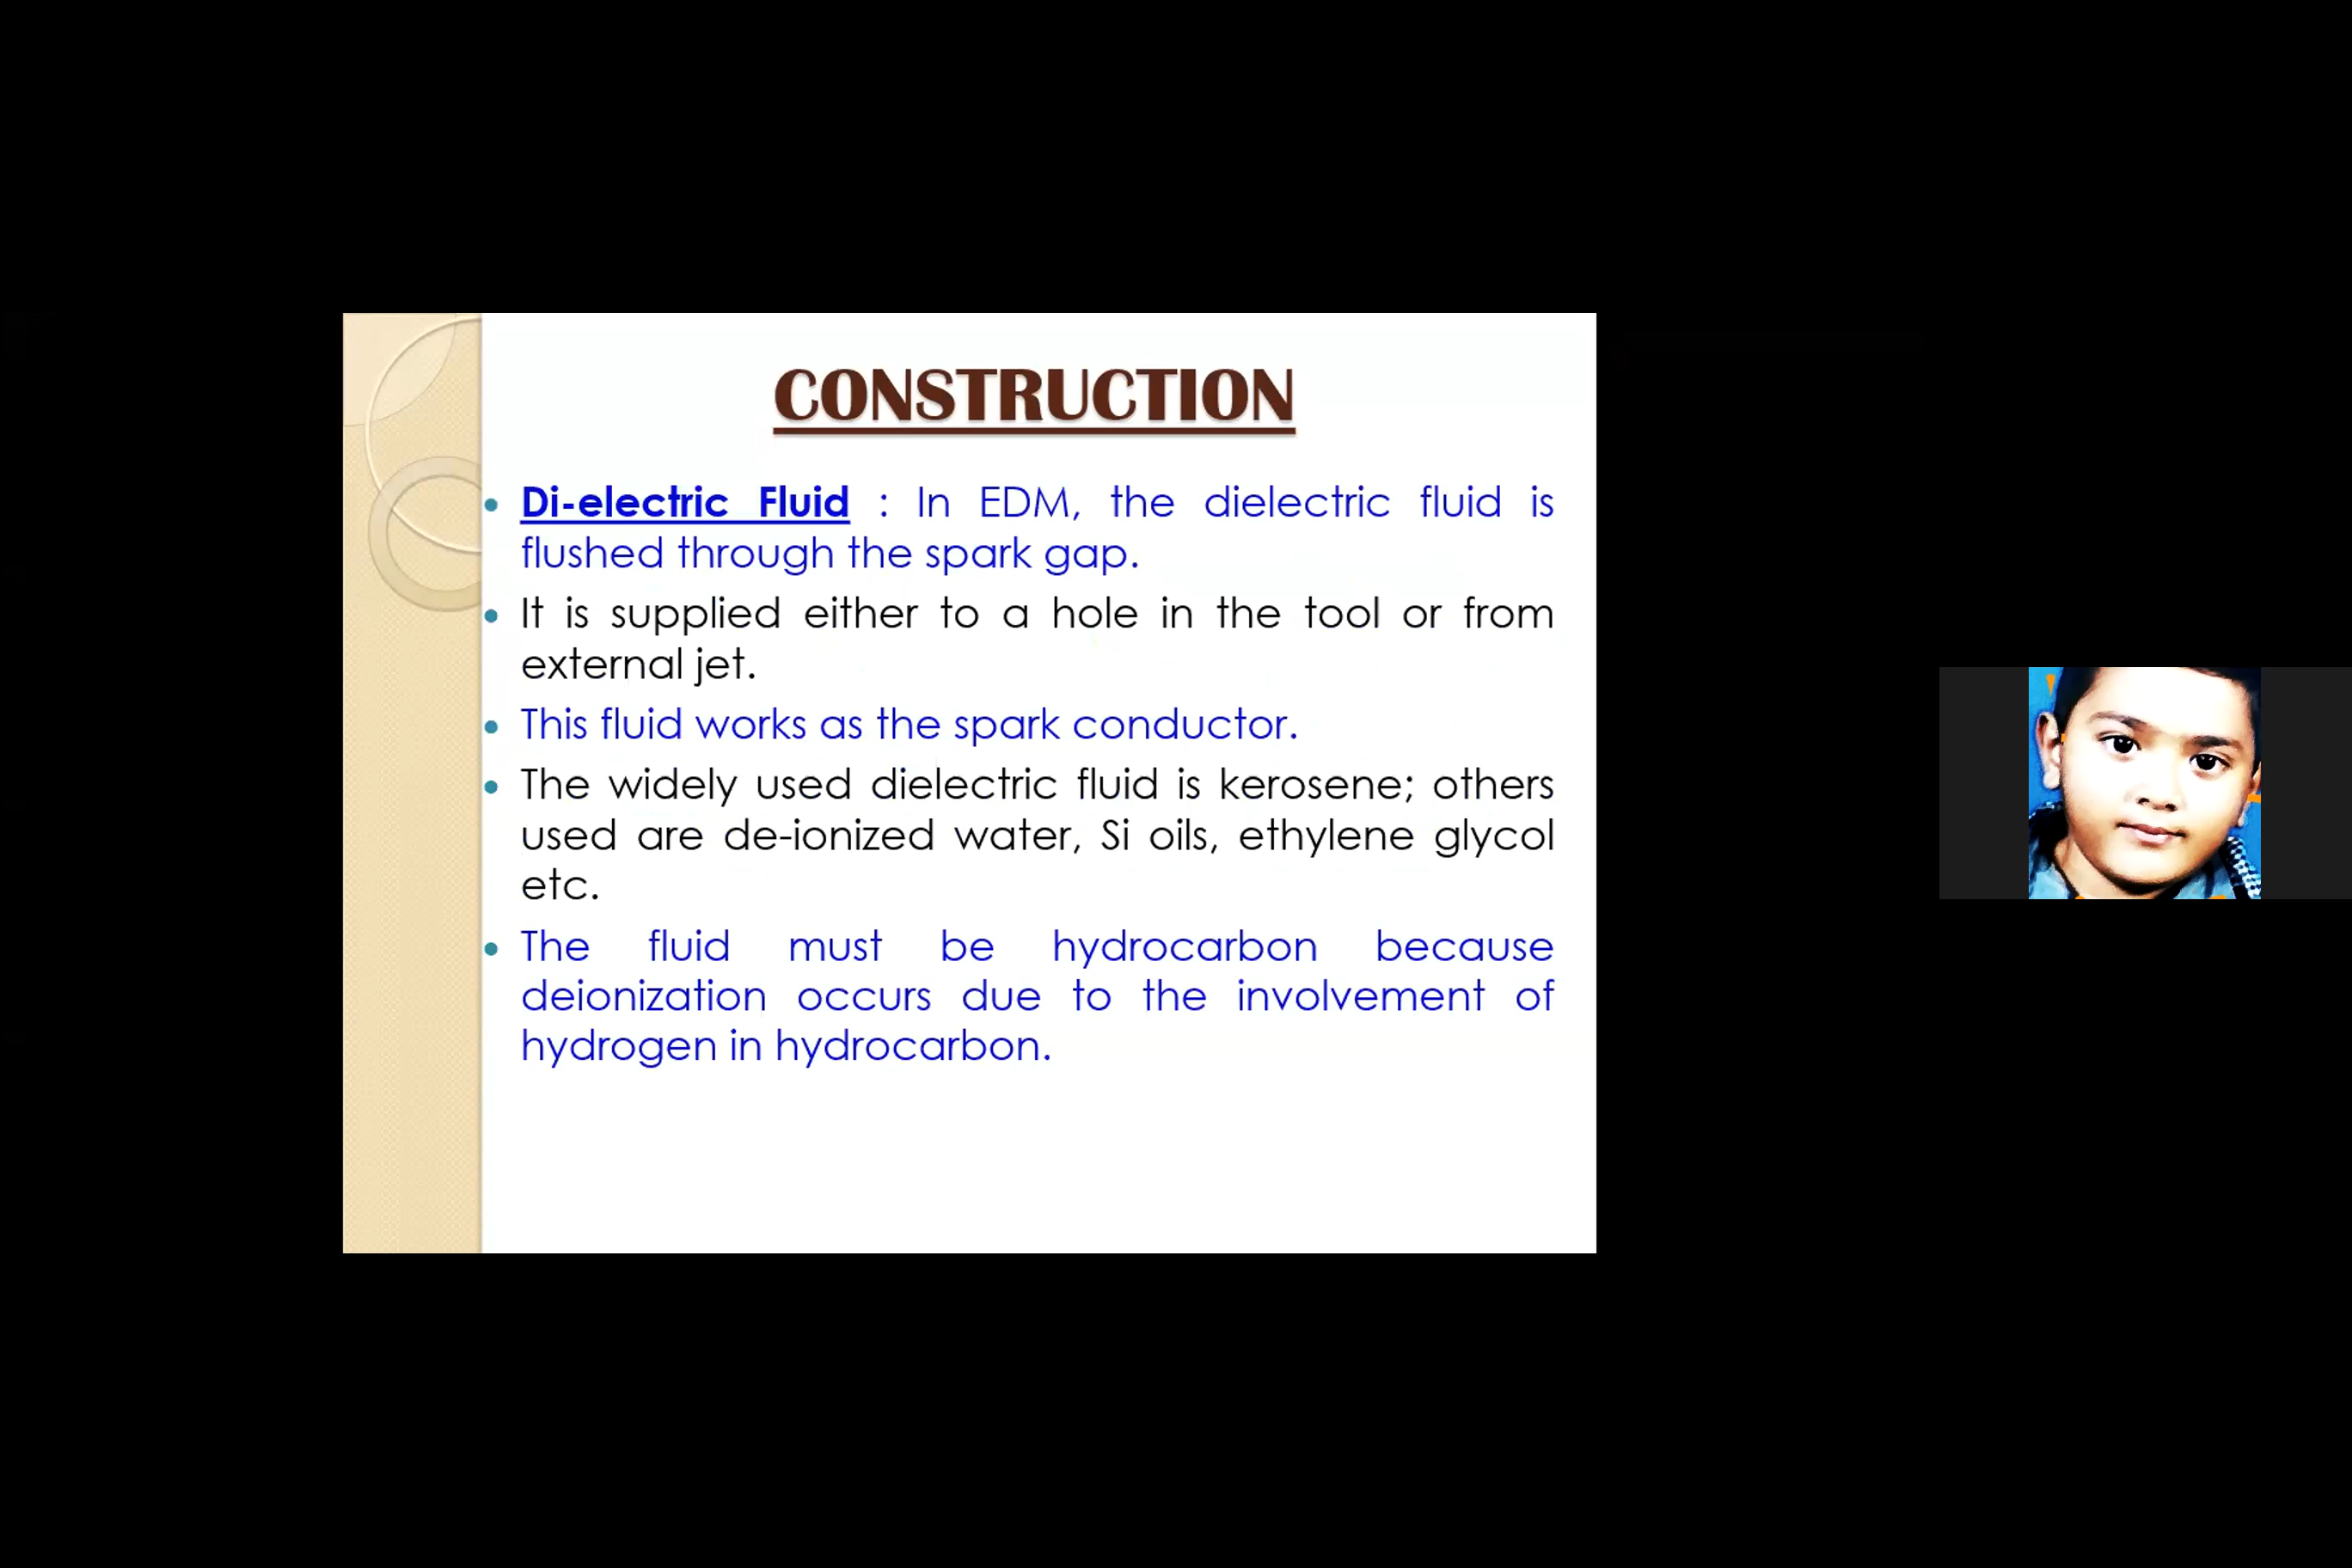 CONSTRUCTION
• Di-electric Fluid : In EDM, the dielectric fluid is
flushed through the spark gap.
• It is supplied either to a hole in the tool or from
external jet.
• This fluid works as the spark conductor.
• The widely used dielectric fluid is kerosene; others
used are de-ionized water, Si oils, ethylene glycol
etc.
• The fluid must be hydrocarbon because
deionization occurs due to the involvement of
hydrogen in hydrocarbon.